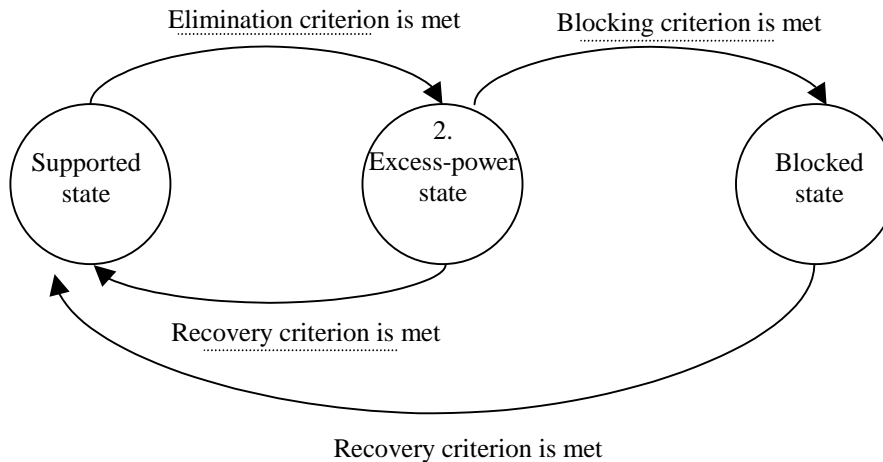 Elimination criterion is met
Blocking criterion is met
Supported
state
2.
Excess-power
state
Blocked
state
Recovery criterion is met
Recovery criterion is met